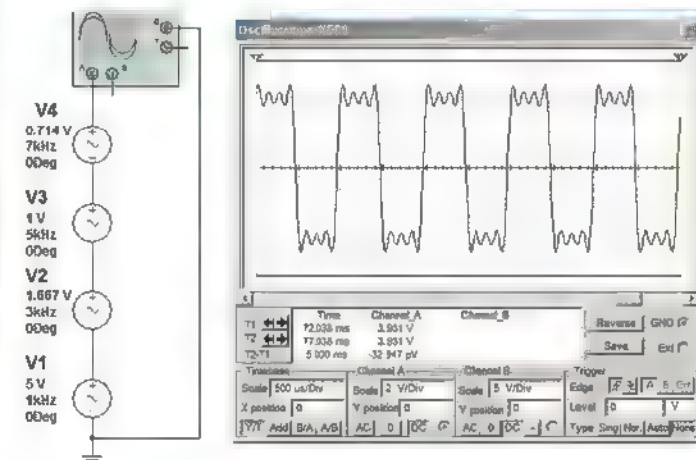 V4
0.714 V
7kHz
0Deg
V3
1 V
5kHz
0Deg
V2
1.667 V
3kHz
0Deg
V1
5 V
1kHz
0Deg
A B
G
T
Time Channel_A Channel_B
T1 72.038 ms 3.931 V
T2 77.038 ms 3.931 V
T2-T1 5.000 ms -32.947 pV
Reverse
Save
GND
Ext
Timebase
Scale 500 us/Div
X position 0
Y/T Add B/A A/B
Channel A
Scale 2 V/Div
Y position 0
AC 0 DC
Channel B
Scale 5 V/Div
Y position 0
AC 0 DC -
Trigger
Edge A B Ext
Level 0 V
Type Sing. Nor. Auto None